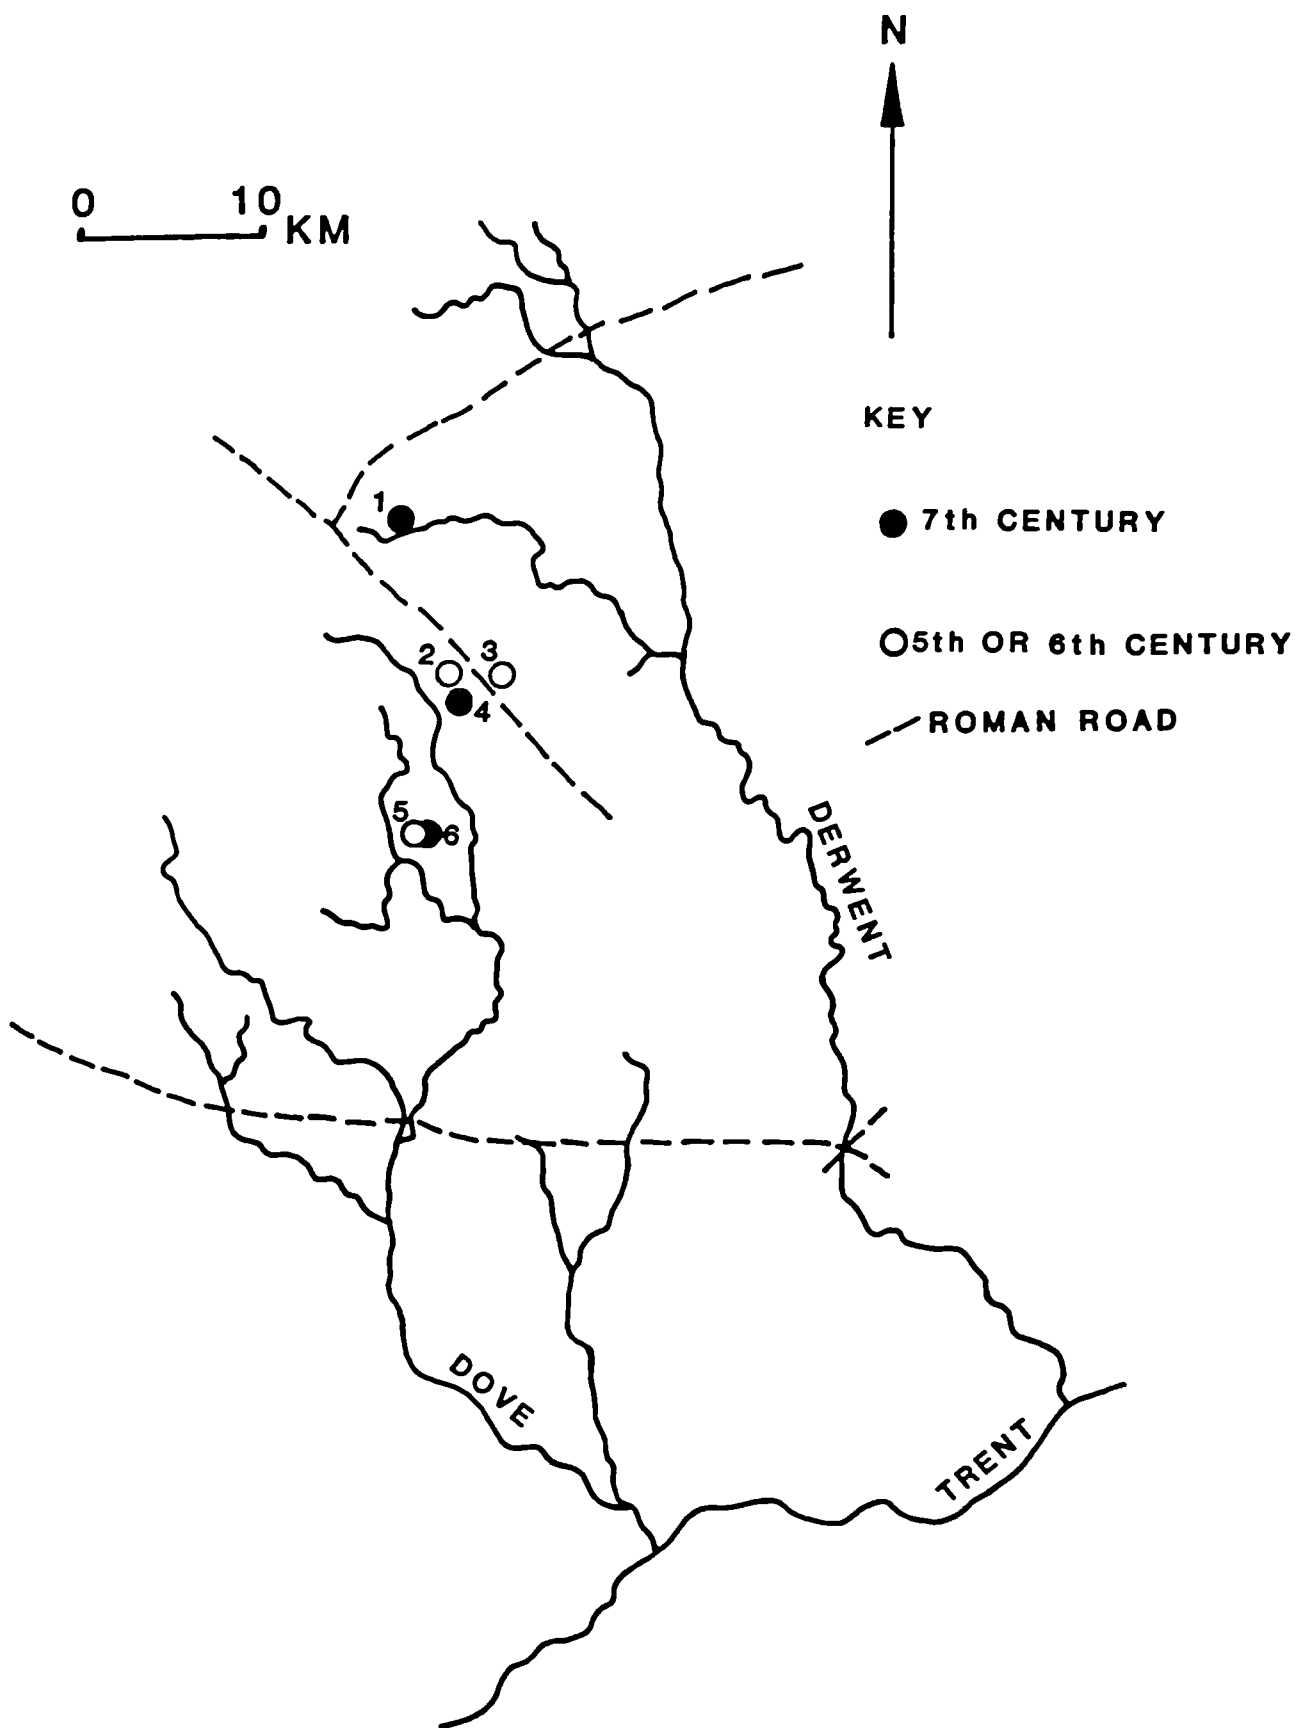 N
0 10 KM
KEY
1
7th CENTURY
5th OR 6th CENTURY
2 3
4
ROMAN ROAD
5 6
DERWENT
DOVE
TRENT